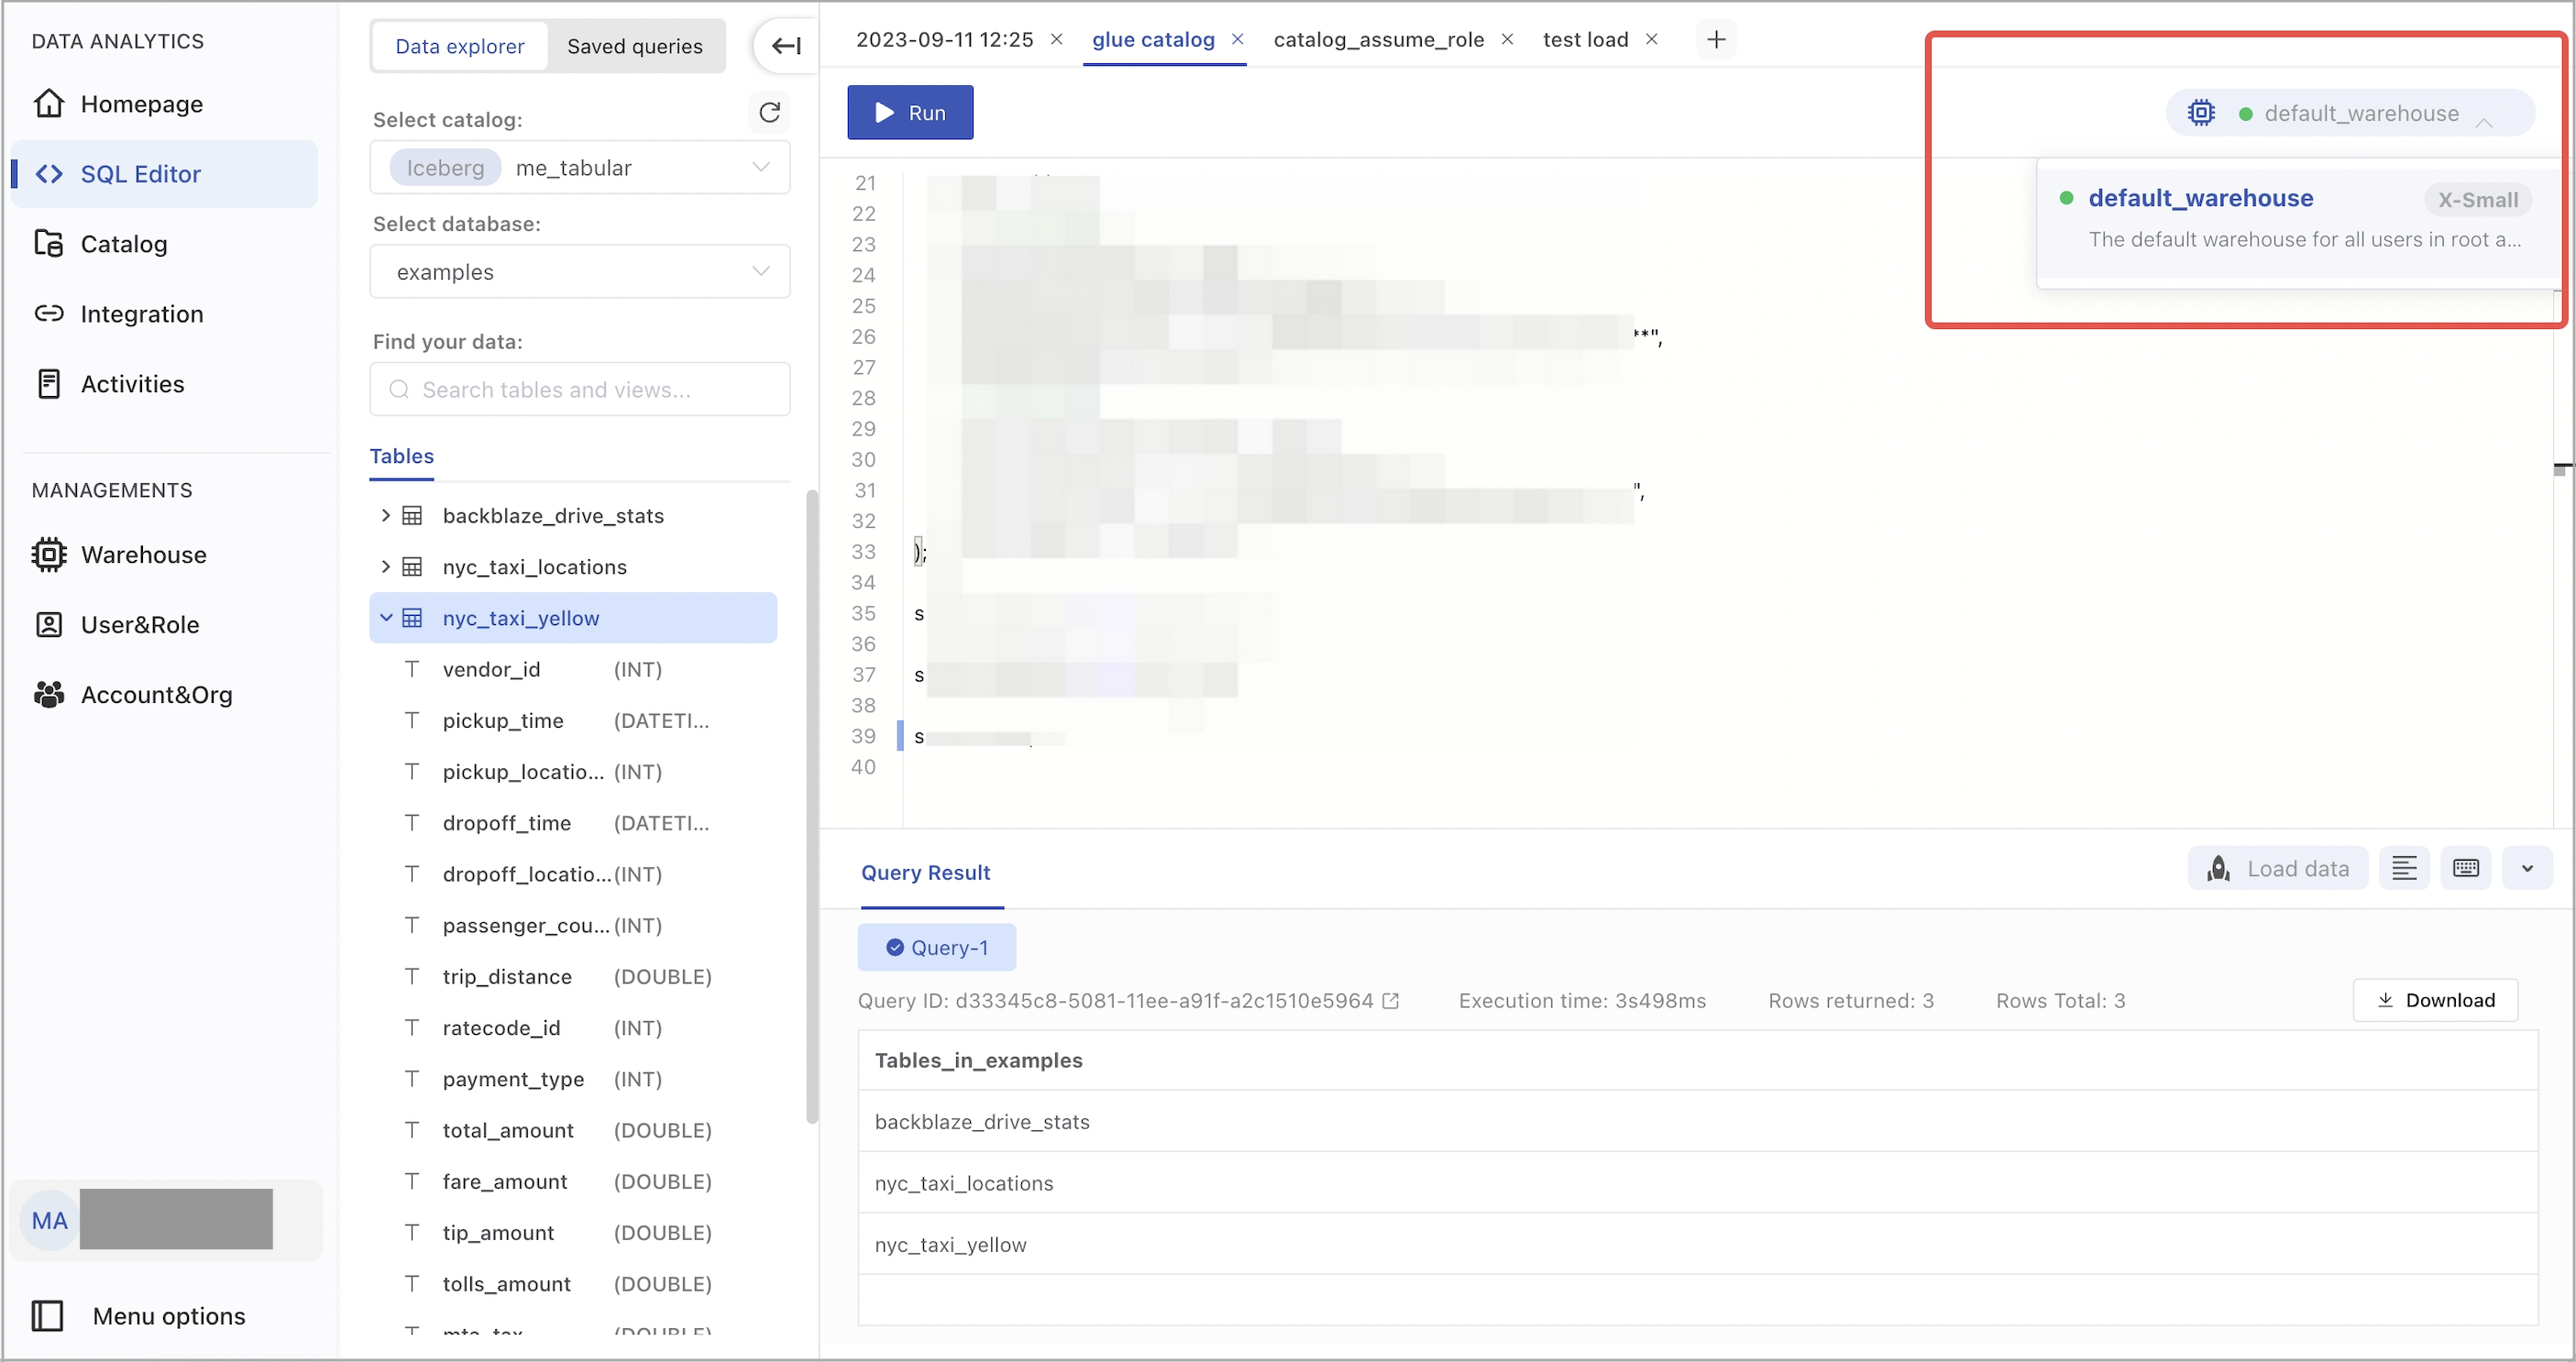 DATA ANALYTICS
Homepage
SQL Editor
Catalog
Integration
Activities
MANAGEMENTS
Warehouse
User&Role
Account&Org
MA
Menu options
Data explorer
Saved queries
Select catalog:
Iceberg me_tabular
Select database:
examples
Find your data:
Search tables and views...
Tables
backblaze_drive_stats
nyc_taxi_locations
nyc_taxi_yellow
vendor_id (INT)
pickup_time (DATETI...
pickup_locatio... (INT)
dropoff_time (DATETI...
dropoff_locatio... (INT)
passenger_cou... (INT)
trip_distance (DOUBLE)
ratecode_id (INT)
payment_type (INT)
total_amount (DOUBLE)
fare_amount (DOUBLE)
tip_amount (DOUBLE)
tolls_amount (DOUBLE)
2023-09-11 12:25 × glue catalog × catalog_assume_role × test load × +
Run
default_warehouse
default_warehouse X-Small
The default warehouse for all users in root a...
21
22
23
24
25
26 **",
27
28
29
30
31 ",
32
33 );
34
35 s
36
37 s
38
39 s
40
Query Result
Load data
Query-1
Query ID: d33345c8-5081-11ee-a91f-a2c1510e5964 Execution time: 3s498ms Rows returned: 3 Rows Total: 3 Download
Tables_in_examples
backblaze_drive_stats
nyc_taxi_locations
nyc_taxi_yellow